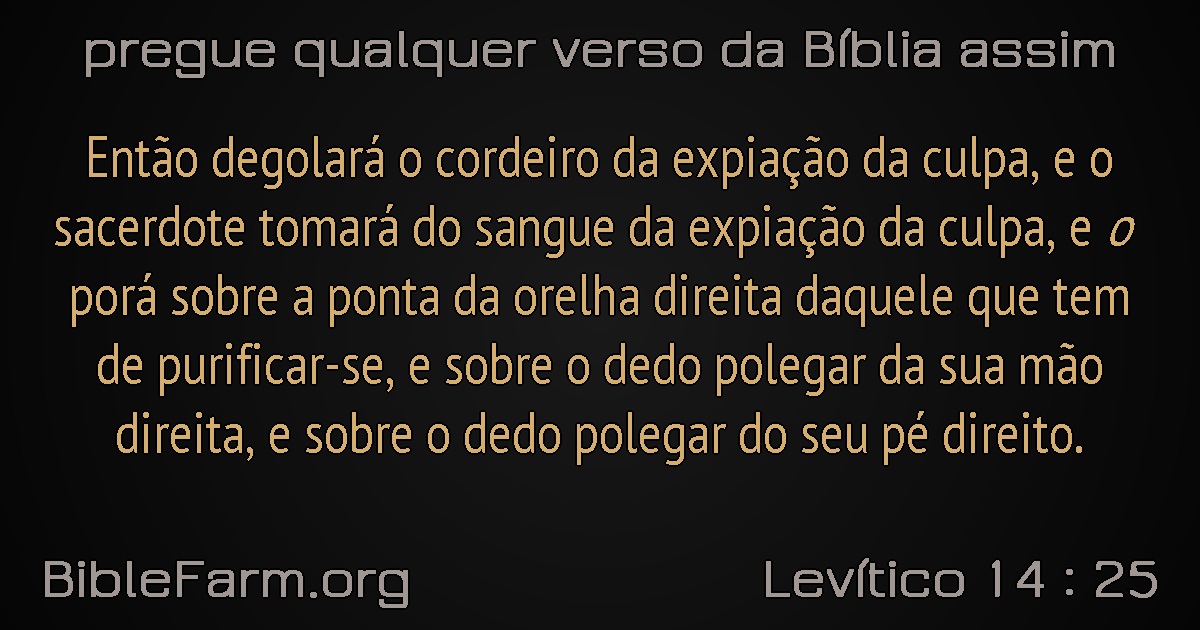 pregue qualquer verso da Bíblia assim
Então degolará o cordeiro da expiação da culpa, e o
sacerdote tomará do sangue da expiação da culpa, e o
porá sobre a ponta da orelha direita daquele que tem
de purificar-se, e sobre o dedo polegar da sua mão
direita, e sobre o dedo polegar do seu pé direito.
BibleFarm.org
Levítico 14 : 25